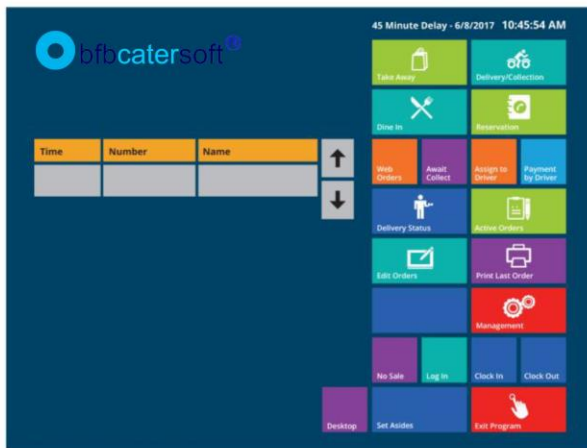 45 Minute Delay - 6/8/2017 10:45:54 AM
bfbcatersoft
Take Away
Delivery/Collection
Dine In
Reservation
Time Number Name
Web Orders
Await Collect
Assign to Driver
Payment by Driver
Delivery Status
Active Orders
Edit Orders
Print Last Order
Management
No Sale
Log In
Clock In
Clock Out
Desktop
Set Asides
Exit Program